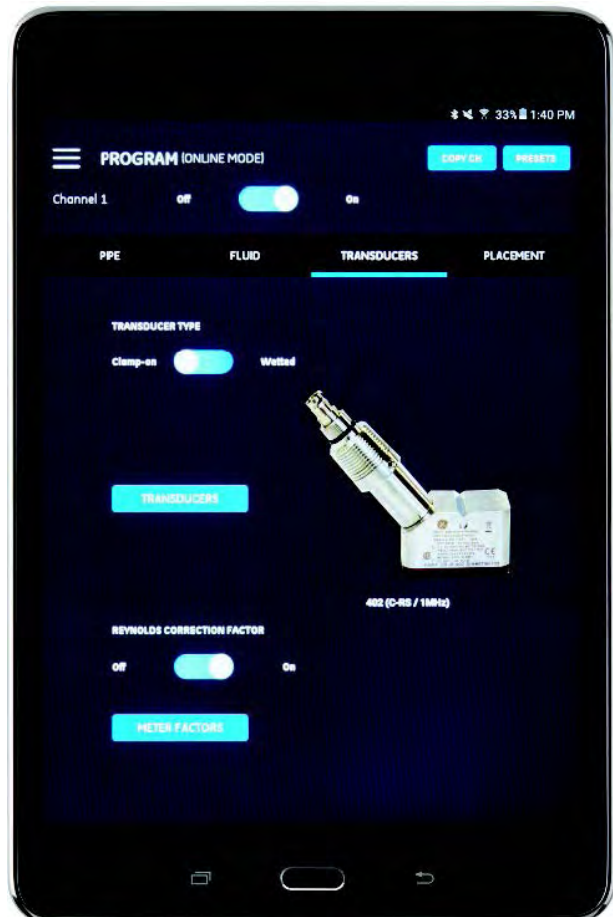 33% 1:40 PM
PROGRAM (ONLINE MODE)
COPY CH
PRESETS
Channel 1
Off
On
PIPE
FLUID
TRANSDUCERS
PLACEMENT
TRANSDUCER TYPE
Clamp-on
Wetted
TRANSDUCERS
402 (C-RS / 1MHz)
REYNOLDS CORRECTION FACTOR
Off
On
METER FACTORS